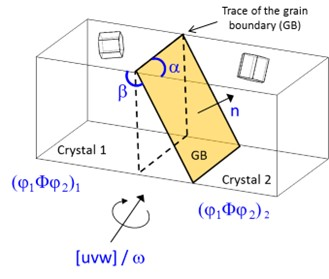 Trace of the grain
boundary (GB)
α
β
n
Crystal 1
GB
Crystal 2
(φ₁Φφ₂)₁
(φ₁Φφ₂)₂
[uvw] / ω